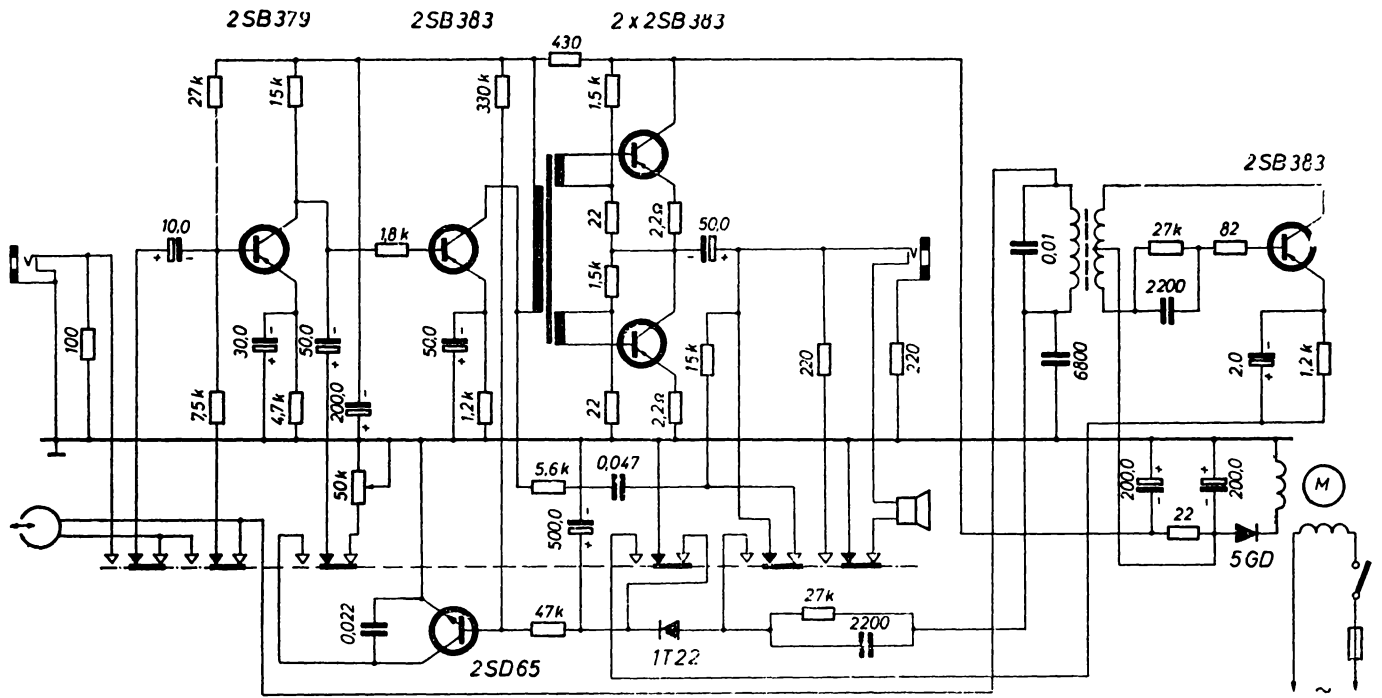 2SB379 2SB383 2 x 2SB383
430
27k 15k 330k 1,5k
2SB383
10,0 1,8k 22 2,2Ω 50,0 0,01 27k 82
+ - - + v
v
1,5k 2200
100 30,0 50,0 50,0 15k 220 220 6800 2,0 1,2k
- + - + - + - +
7,5k 4,7k 200,0 1,2k 22 2,2Ω
- +
50k 5,6k 0,047 200,0 200,0 M
+ - + -
500,0 22
- +
5GD
0,022 47k 27k
2200
2SD65 1T22
~